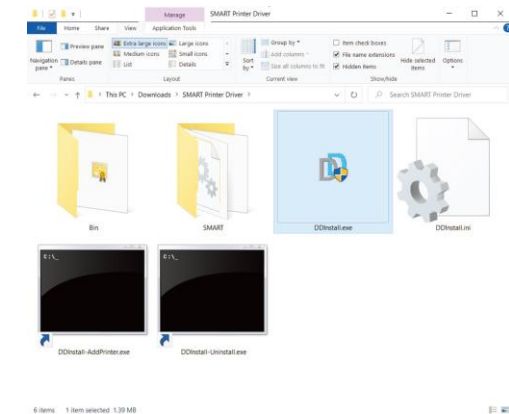 Manage
SMART Printer Driver
File
Home
Share
View
Application Tools
Navigation pane
Preview pane
Details pane
Extra large icons
Large icons
Medium icons
Small icons
List
Details
Sort by
Group by
Add columns
Size all columns to fit
Item check boxes
File name extensions
Hidden items
Hide selected items
Options
Panes
Layout
Current view
Show/hide
This PC > Downloads > SMART Printer Driver >
Search SMART Printer Driver
Bin
SMART
DDInstall.exe
DDInstall.ini
C:\_
C:\_
DDInstall-AddPrinter.exe
DDInstall-Uninstall.exe
6 items
1 item selected 1.39 MB